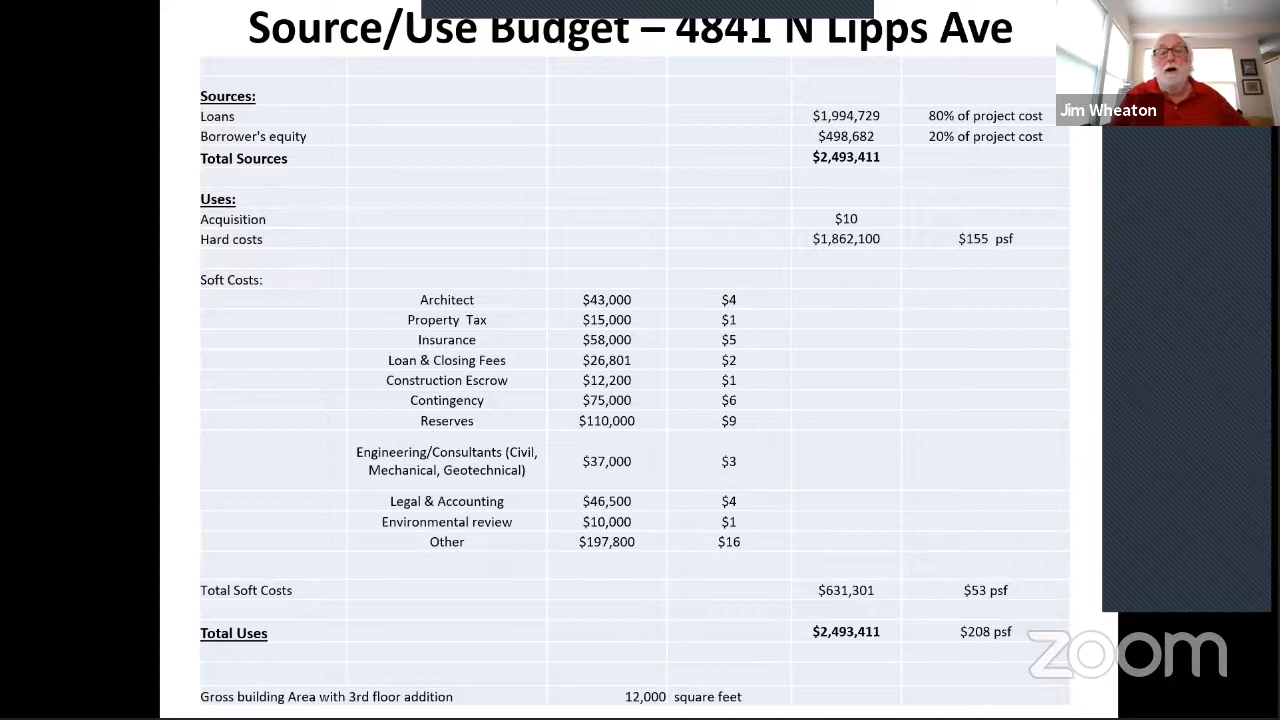 Source/Use Budget – 4841 N Lipps Ave
Jim Wheaton
Sources:
Loans $1,994,729 80% of project cost
Borrower's equity $498,682 20% of project cost
Total Sources $2,493,411
Uses:
Acquisition $10
Hard costs $1,862,100 $155 psf
Soft Costs:
Architect $43,000 $4
Property Tax $15,000 $1
Insurance $58,000 $5
Loan & Closing Fees $26,801 $2
Construction Escrow $12,200 $1
Contingency $75,000 $6
Reserves $110,000 $9
Engineering/Consultants (Civil,
Mechanical, Geotechnical) $37,000 $3
Legal & Accounting $46,500 $4
Environmental review $10,000 $1
Other $197,800 $16
Total Soft Costs $631,301 $53 psf
Total Uses $2,493,411 $208 psf
zoom
Gross building Area with 3rd floor addition 12,000 square feet